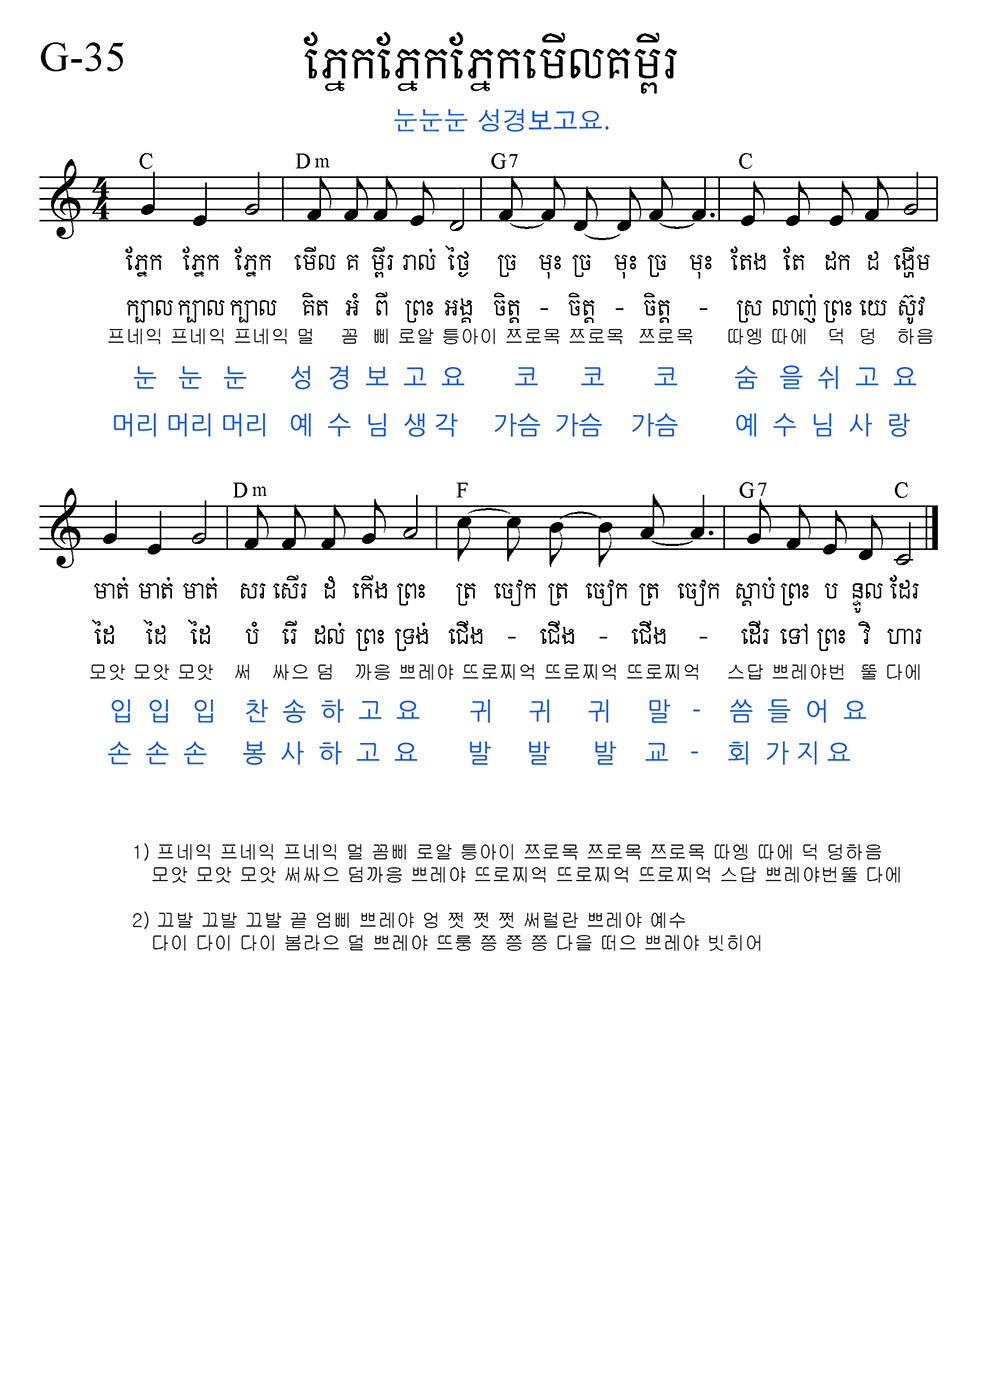 G-35
ភ្នែកភ្នែកភ្នែកមើលគម្ពីរ
눈눈눈 성경보고요.
C Dm G7 C
ភ្នែក ភ្នែក ភ្នែក មើល គ ម្ពីរ រាល់ ថ្ងៃ ច្រ មុះ ច្រ មុះ ច្រ មុះ តែង តែ ដក ដ ង្ហើម
ក្បាល ក្បាល ក្បាល គិត អំ ពី ព្រះ អង្គ ចិត្ត - ចិត្ត - ចិត្ត - ស្រ លាញ់ ព្រះ យេ ស៊ូវ
프네익 프네익 프네익 멀 꼼 삐 로알 틍아이 쯔로목 쯔로목 쯔로목 따엥 따에 덕 덩 하음
눈 눈 눈 성 경 보 고 요 코 코 코 숨 을 쉬 고 요
머리 머리 머리 예 수 님 생 각 가슴 가슴 가슴 예 수 님 사 랑
Dm F G7 C
មាត់ មាត់ មាត់ សរ សើរ ដំ កើង ព្រះ ត្រ ចៀក ត្រ ចៀក ត្រ ចៀក ស្តាប់ ព្រះ ប ន្ទូល ដែរ
ដៃ ដៃ ដៃ បំ រើ ដល់ ព្រះ ទ្រង់ ជើង - ជើង - ជើង - ដើរ ទៅ ព្រះ វិ ហារ
모앗 모앗 모앗 써 싸으 덤 까응 쁘레야 뜨로찌억 뜨로찌억 뜨로찌억 스답 쁘레야번 뚤 다에
입 입 입 찬 송 하 고 요 귀 귀 귀 말 - 씀 들 어 요
손 손 손 봉 사 하 고 요 발 발 발 교 - 회 가 지 요
1) 프네익 프네익 프네익 멀 꼼삐 로알 틍아이 쯔로목 쯔로목 쯔로목 따엥 따에 덕 덩하음
모앗 모앗 모앗 써싸으 덤까응 쁘레야 뜨로찌억 뜨로찌억 뜨로찌억 스답 쁘레야번뚤 다에
2) 끄발 끄발 끄발 끝 엄삐 쁘레야 엉 쩟 쩟 쩟 써럴란 쁘레야 예수
다이 다이 다이 봄라으 덜 쁘레야 뜨룽 쯩 쯩 쯩 다을 떠으 쁘레야 빗히어